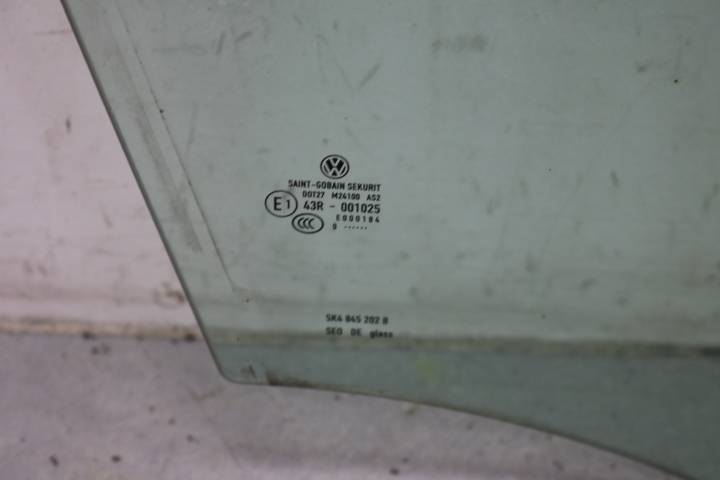 VW
SAINT-GOBAIN SEKURIT
DOT27 M24100 AS2
E1 43R - 001025
E000184
CCC
9 ......
5K4 845 202 B
SEO DE glass